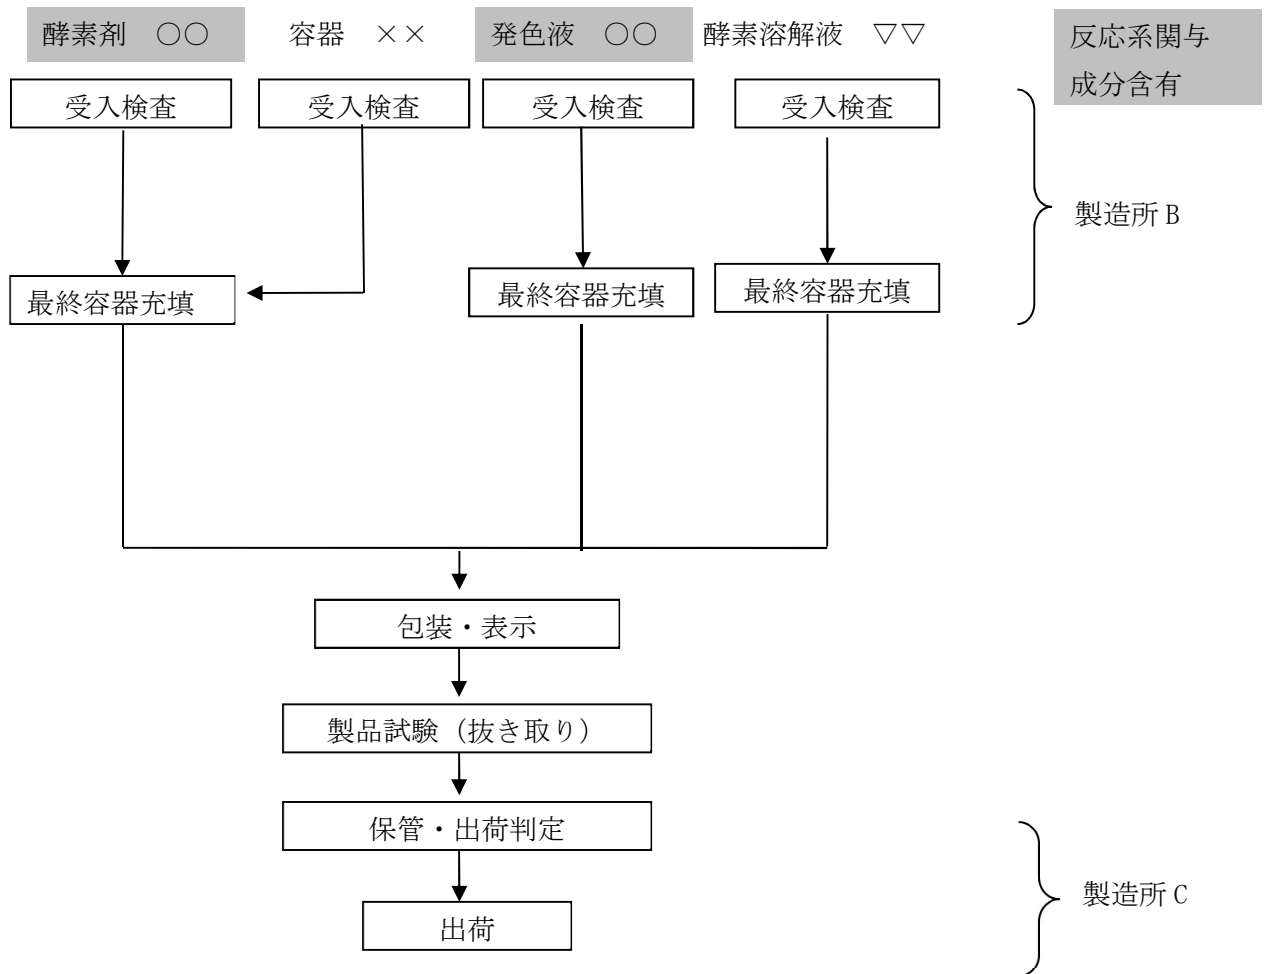 酵素剤　○○
容器　××
発色液　○○
酵素溶解液　▽▽
反応系関与
成分含有
受入検査
受入検査
受入検査
受入検査
製造所 B
最終容器充填
最終容器充填
最終容器充填
包装・表示
製品試験（抜き取り）
保管・出荷判定
製造所 C
出荷